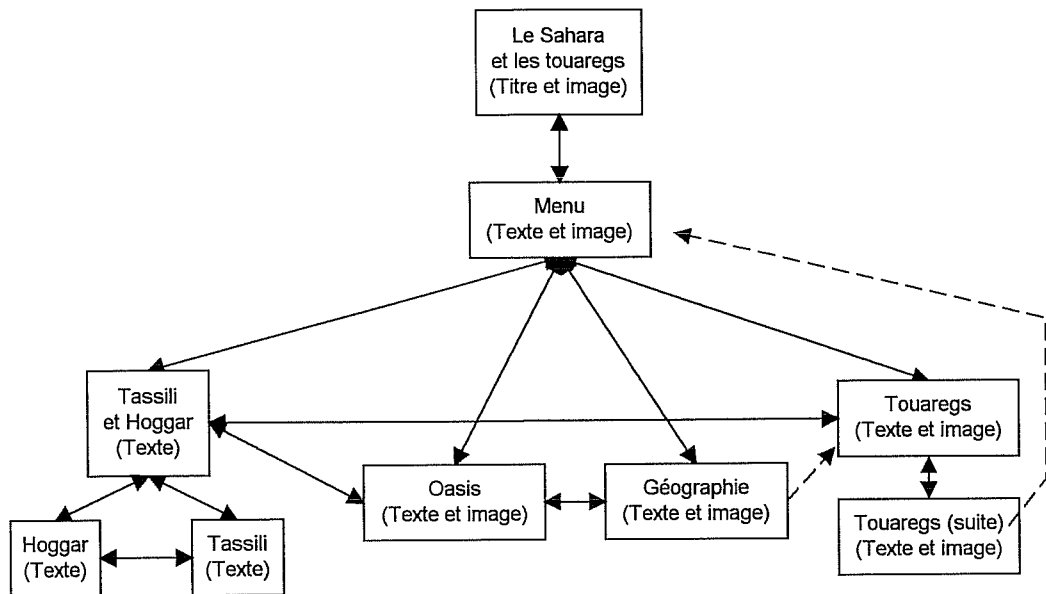 Le Sahara
et les touaregs
(Titre et image)
Menu
(Texte et image)
Tassili
et Hoggar
(Texte)
Touaregs
(Texte et image)
Oasis
(Texte et image)
Géographie
(Texte et image)
Touaregs (suite)
(Texte et image)
Hoggar
(Texte)
Tassili
(Texte)